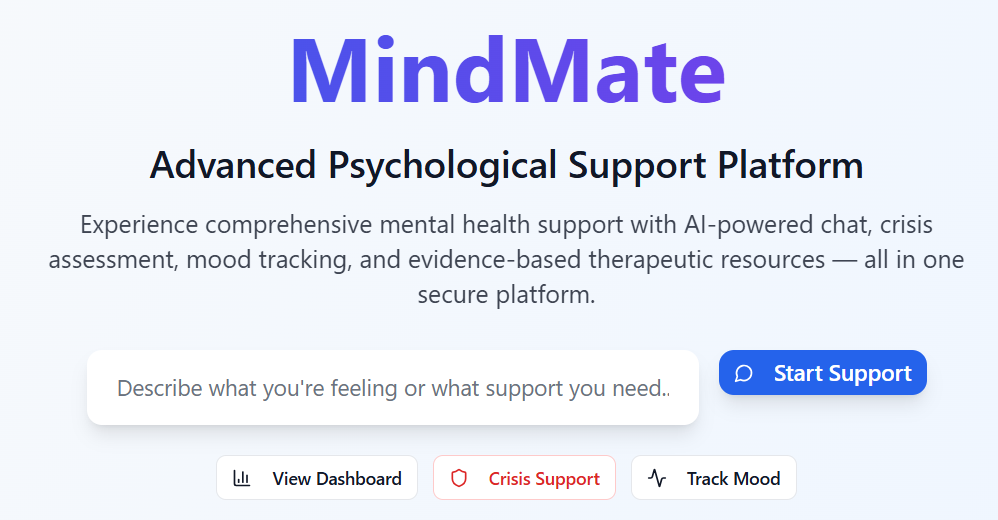 MindMate
Advanced Psychological Support Platform
Experience comprehensive mental health support with AI-powered chat, crisis
assessment, mood tracking, and evidence-based therapeutic resources — all in one
secure platform.
Describe what you're feeling or what support you need..
Start Support
View Dashboard
Crisis Support
Track Mood